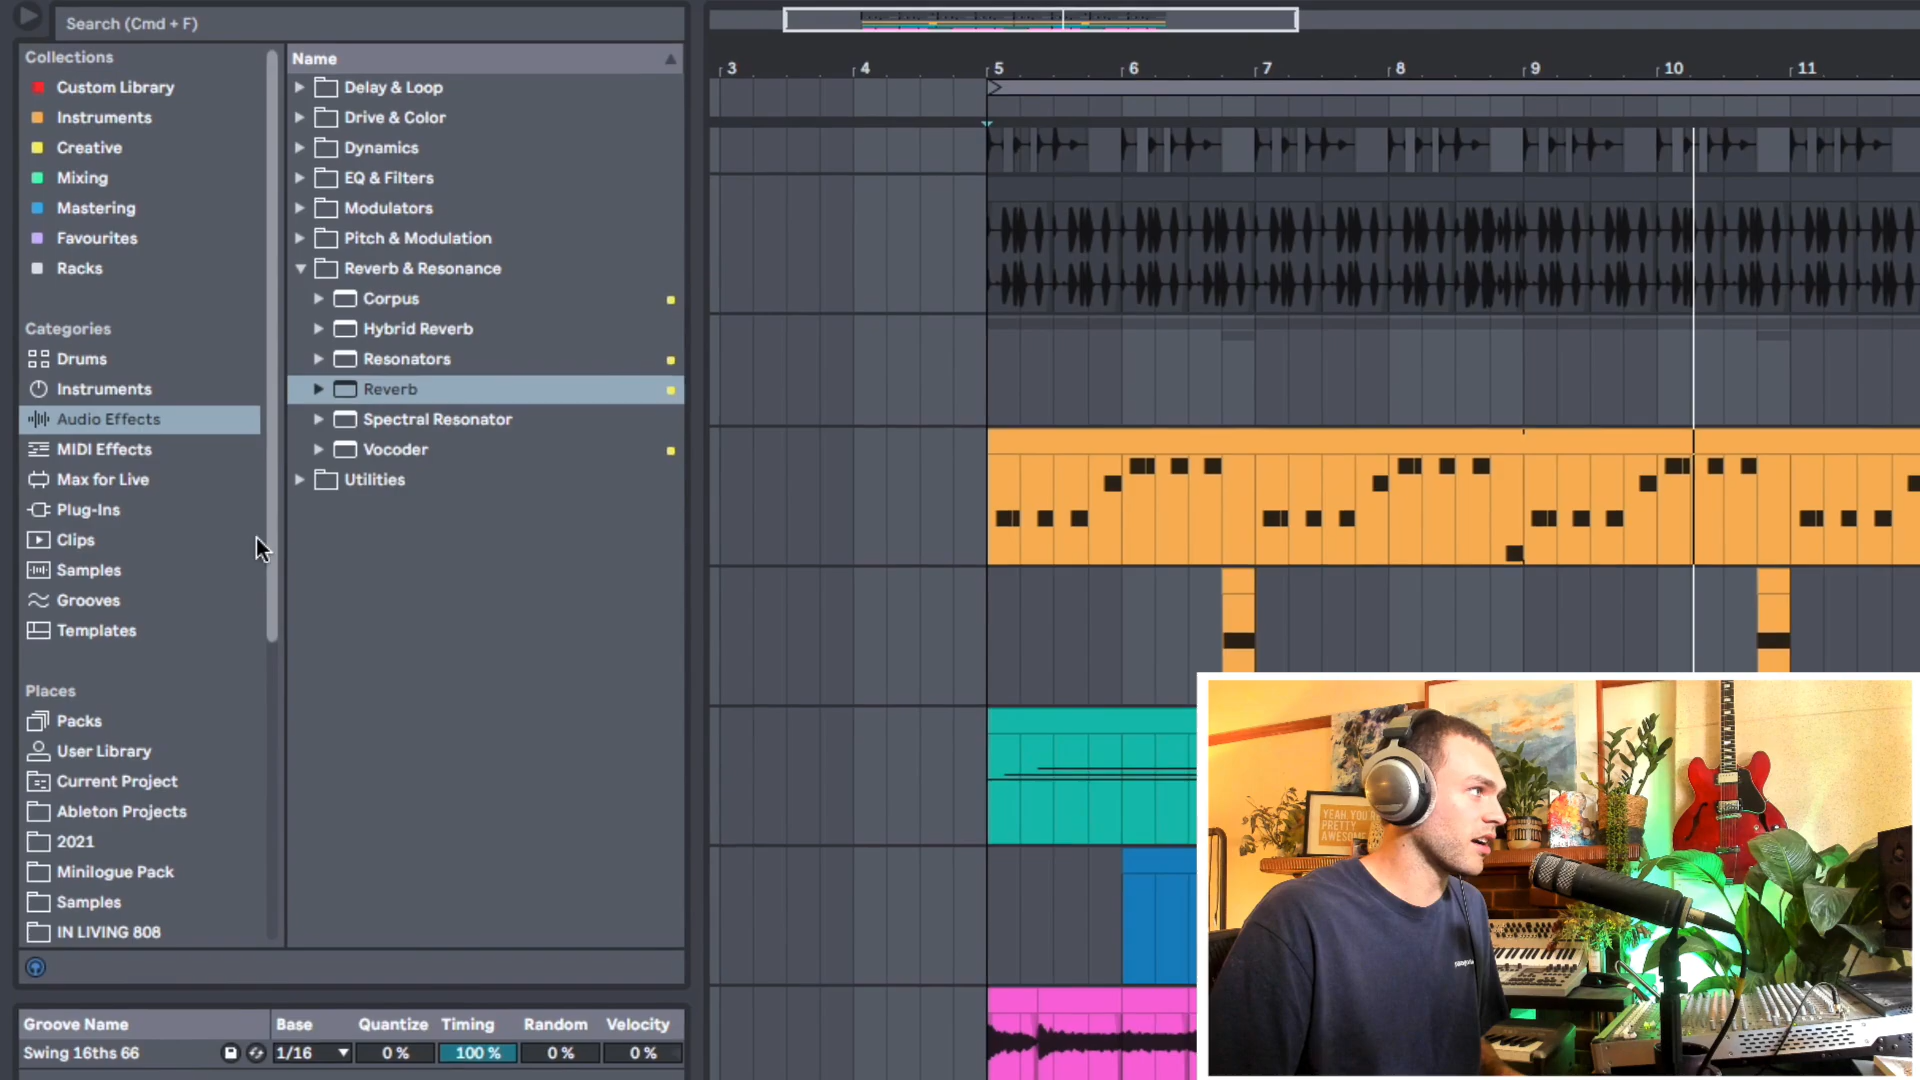 Search (Cmd + F)
Collections
Custom Library
Instruments
Creative
Mixing
Mastering
Favourites
Racks
Categories
Drums
Instruments
Audio Effects
MIDI Effects
Max for Live
Plug-Ins
Clips
Samples
Grooves
Templates
Places
Packs
User Library
Current Project
Ableton Projects
2021
Minilogue Pack
Samples
IN LIVING 808
Name
Delay & Loop
Drive & Color
Dynamics
EQ & Filters
Modulators
Pitch & Modulation
Reverb & Resonance
Corpus
Hybrid Reverb
Resonators
Reverb
Spectral Resonator
Vocoder
Utilities
3 4 5 6 7 8 9 10 11
Groove Name Base Quantize Timing Random Velocity
Swing 16ths 66 1/16 0 % 100 % 0 % 0 %
YEAH, YOU
PRETTY
AWESOME